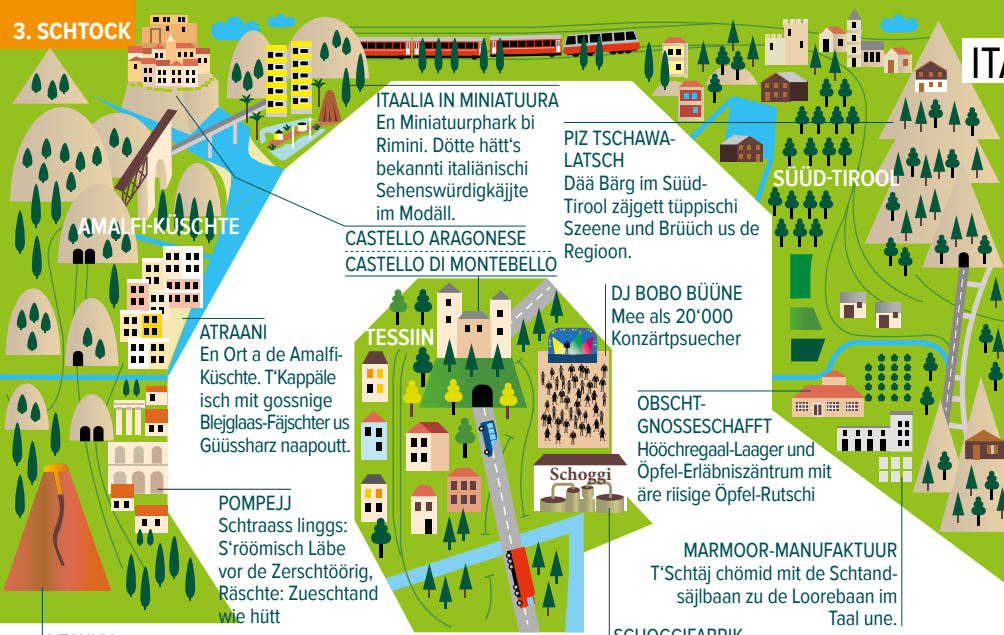 3. SCHTOCK
ITAALIA IN MINIATUURA
En Miniatuurphark bi
Rimini. Dötte hätt‘s
bekannti italiänischi
Sehenswürdigkäjjte
im Modäll.
CASTELLO ARAGONESE
CASTELLO DI MONTEBELLO
PIZ TSCHAWA-
LATSCH
Dää Bärg im Süüd-
Tirool zäjgett tüppischi
Szeene und Brüüch us de
Regioon.
SÜÜD-TIROOL
AMALFI-KÜSCHTE
ATRAANI
En Ort a de Amalfi-
Küschte. T‘Kappäle
isch mit gossnige
Blejglaas-Fäjschter us
Güüssharz naapoutt.
TESSIIN
DJ BOBO BÜÜNE
Mee als 20‘000
Konzärtpsuecher
OBSCHT-
GNOSSESCHAFFT
Hööchregaal-Laager und
Öpfel-Erläbniszäntrum mit
äre riisige Öpfel-Rutschi
Schoggi
POMPEJJ
Schtraass linggs:
S‘röömisch Läbe
vor de Zerschtöörig,
Räschte: Zueschtand
wie hütt
MARMOOR-MANUFAKTUUR
T‘Schtäj chömid mit de Schtand-
säjlbaan zu de Loorebaan im
Taal une.
SCHOGGIFABRIK